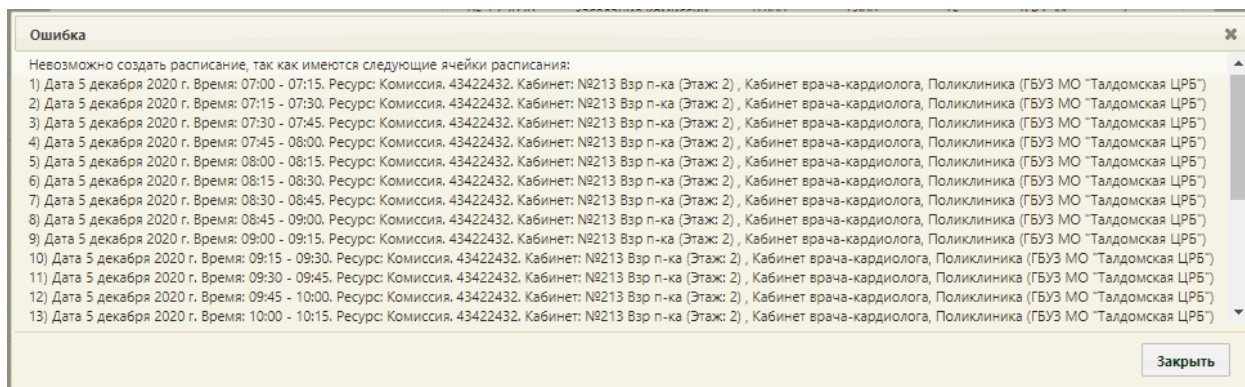 Ошибка
Невозможно создать расписание, так как имеются следующие ячейки расписания:
1) Дата 5 декабря 2020 г. Время: 07:00 - 07:15. Ресурс: Комиссия. 43422432. Кабинет: №213 Взр п-ка (Этаж: 2) , Кабинет врача-кардиолога, Поликлиника (ГБУЗ МО "Талдомская ЦРБ")
2) Дата 5 декабря 2020 г. Время: 07:15 - 07:30. Ресурс: Комиссия. 43422432. Кабинет: №213 Взр п-ка (Этаж: 2) , Кабинет врача-кардиолога, Поликлиника (ГБУЗ МО "Талдомская ЦРБ")
3) Дата 5 декабря 2020 г. Время: 07:30 - 07:45. Ресурс: Комиссия. 43422432. Кабинет: №213 Взр п-ка (Этаж: 2) , Кабинет врача-кардиолога, Поликлиника (ГБУЗ МО "Талдомская ЦРБ")
4) Дата 5 декабря 2020 г. Время: 07:45 - 08:00. Ресурс: Комиссия. 43422432. Кабинет: №213 Взр п-ка (Этаж: 2) , Кабинет врача-кардиолога, Поликлиника (ГБУЗ МО "Талдомская ЦРБ")
5) Дата 5 декабря 2020 г. Время: 08:00 - 08:15. Ресурс: Комиссия. 43422432. Кабинет: №213 Взр п-ка (Этаж: 2) , Кабинет врача-кардиолога, Поликлиника (ГБУЗ МО "Талдомская ЦРБ")
6) Дата 5 декабря 2020 г. Время: 08:15 - 08:30. Ресурс: Комиссия. 43422432. Кабинет: №213 Взр п-ка (Этаж: 2) , Кабинет врача-кардиолога, Поликлиника (ГБУЗ МО "Талдомская ЦРБ")
7) Дата 5 декабря 2020 г. Время: 08:30 - 08:45. Ресурс: Комиссия. 43422432. Кабинет: №213 Взр п-ка (Этаж: 2) , Кабинет врача-кардиолога, Поликлиника (ГБУЗ МО "Талдомская ЦРБ")
8) Дата 5 декабря 2020 г. Время: 08:45 - 09:00. Ресурс: Комиссия. 43422432. Кабинет: №213 Взр п-ка (Этаж: 2) , Кабинет врача-кардиолога, Поликлиника (ГБУЗ МО "Талдомская ЦРБ")
9) Дата 5 декабря 2020 г. Время: 09:00 - 09:15. Ресурс: Комиссия. 43422432. Кабинет: №213 Взр п-ка (Этаж: 2) , Кабинет врача-кардиолога, Поликлиника (ГБУЗ МО "Талдомская ЦРБ")
10) Дата 5 декабря 2020 г. Время: 09:15 - 09:30. Ресурс: Комиссия. 43422432. Кабинет: №213 Взр п-ка (Этаж: 2) , Кабинет врача-кардиолога, Поликлиника (ГБУЗ МО "Талдомская ЦРБ")
11) Дата 5 декабря 2020 г. Время: 09:30 - 09:45. Ресурс: Комиссия. 43422432. Кабинет: №213 Взр п-ка (Этаж: 2) , Кабинет врача-кардиолога, Поликлиника (ГБУЗ МО "Талдомская ЦРБ")
12) Дата 5 декабря 2020 г. Время: 09:45 - 10:00. Ресурс: Комиссия. 43422432. Кабинет: №213 Взр п-ка (Этаж: 2) , Кабинет врача-кардиолога, Поликлиника (ГБУЗ МО "Талдомская ЦРБ")
13) Дата 5 декабря 2020 г. Время: 10:00 - 10:15. Ресурс: Комиссия. 43422432. Кабинет: №213 Взр п-ка (Этаж: 2) , Кабинет врача-кардиолога, Поликлиника (ГБУЗ МО "Талдомская ЦРБ")
Закрыть